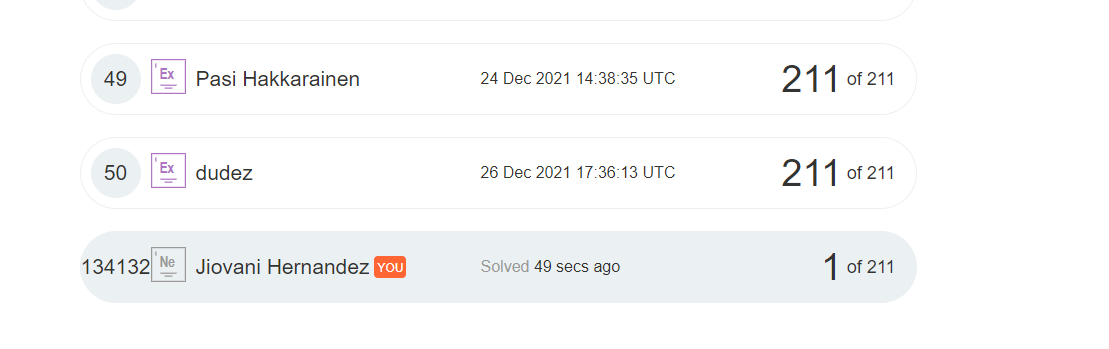 49 Ex Pasi Hakkarainen 24 Dec 2021 14:38:35 UTC 211 of 211
50 Ex dudez 26 Dec 2021 17:36:13 UTC 211 of 211
134132 Ne Jiovani Hernandez YOU Solved 49 secs ago 1 of 211